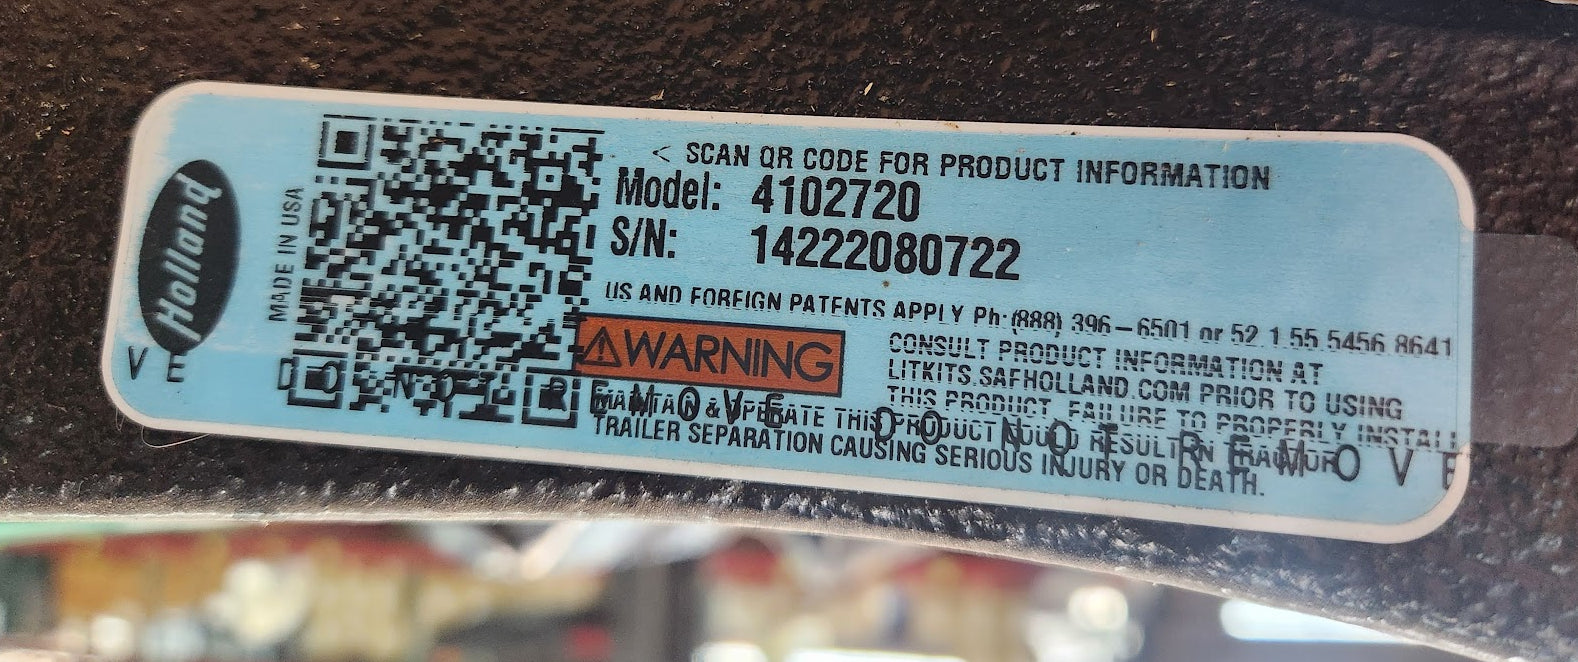 Holland
MADE IN USA
< SCAN QR CODE FOR PRODUCT INFORMATION
Model: 4102720
S/N: 14222080722
US AND FOREIGN PATENTS APPLY Ph: (888) 396-6501 or 52 1 55 5456 8641
WARNING
CONSULT PRODUCT INFORMATION AT
LITKITS.SAFHOLLAND.COM PRIOR TO USING
THIS PRODUCT. FAILURE TO PROPERLY INSTALL
MAINTAIN & OPERATE THIS PRODUCT COULD RESULT IN TRACTOR
TRAILER SEPARATION CAUSING SERIOUS INJURY OR DEATH.
V E DO NOT REMOVE DO NOT REMOVE